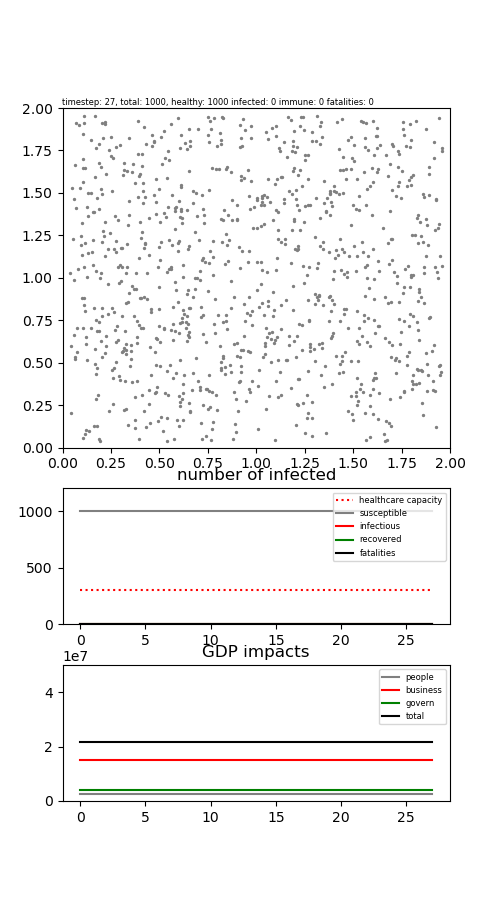 timestep: 27, total: 1000, healthy: 1000 infected: 0 immune: 0 fatalities: 0
2.00
1.75
1.50
1.25
1.00
0.75
0.50
0.25
0.00
0.00 0.25 0.50 0.75 1.00 1.25 1.50 1.75 2.00
number of infected
1000
500
0
healthcare capacity
susceptible
infectious
recovered
fatalities
0 5 10 15 20 25
GDP impacts
1e7
4
2
0
people
business
govern
total
0 5 10 15 20 25